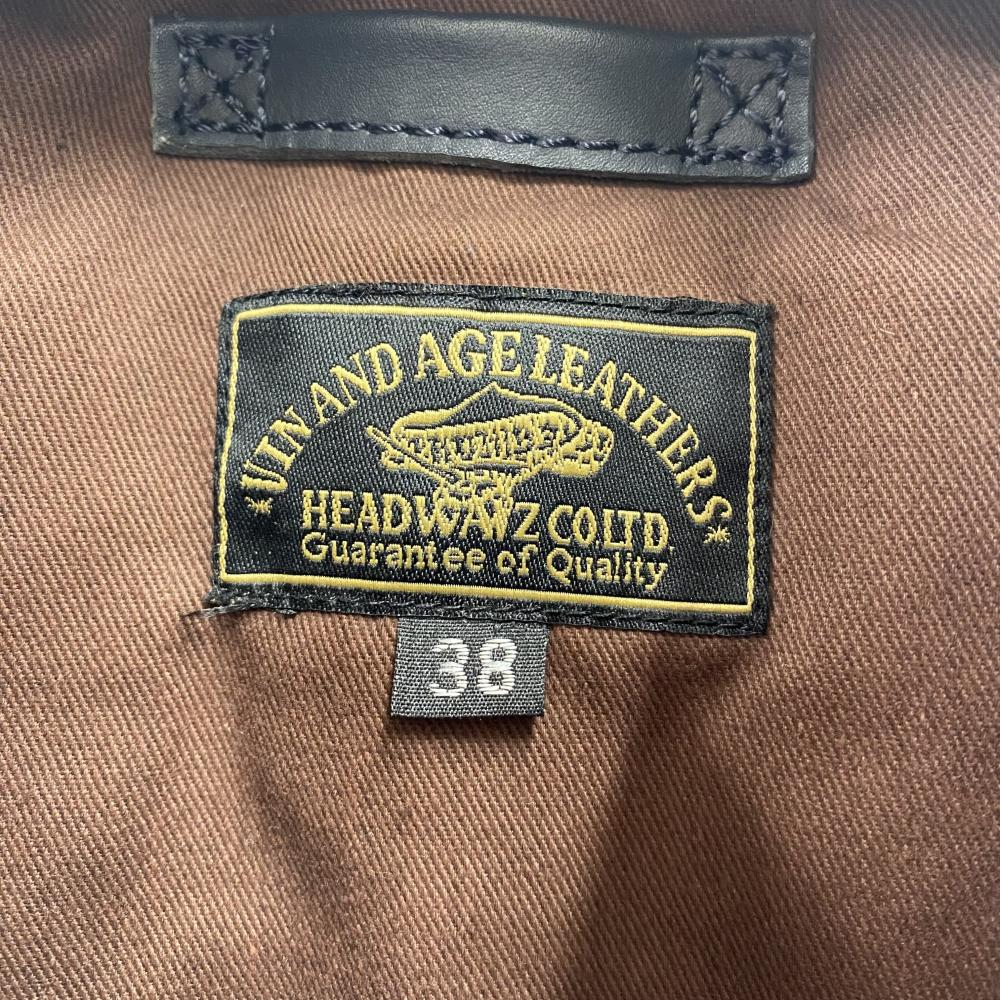 *VIN AND AGE LEATHERS*
HEADWAYZ CO LTD.
Guarantee of Quality
38